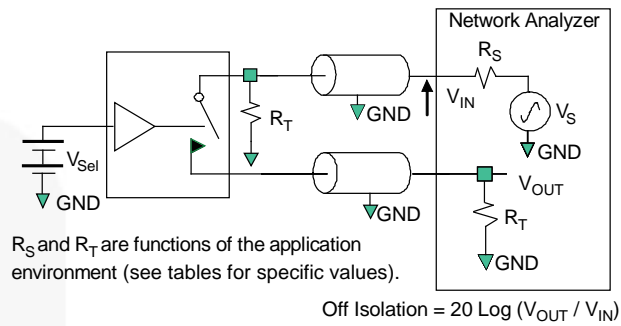 Network Analyzer
R_S
V_IN
GND
R_T
V_S
GND
V_Sel
GND
GND
V_OUT
R_T
GND
R_S and R_T are functions of the application
environment (see tables for specific values).
Off Isolation = 20 Log (V_OUT / V_IN)